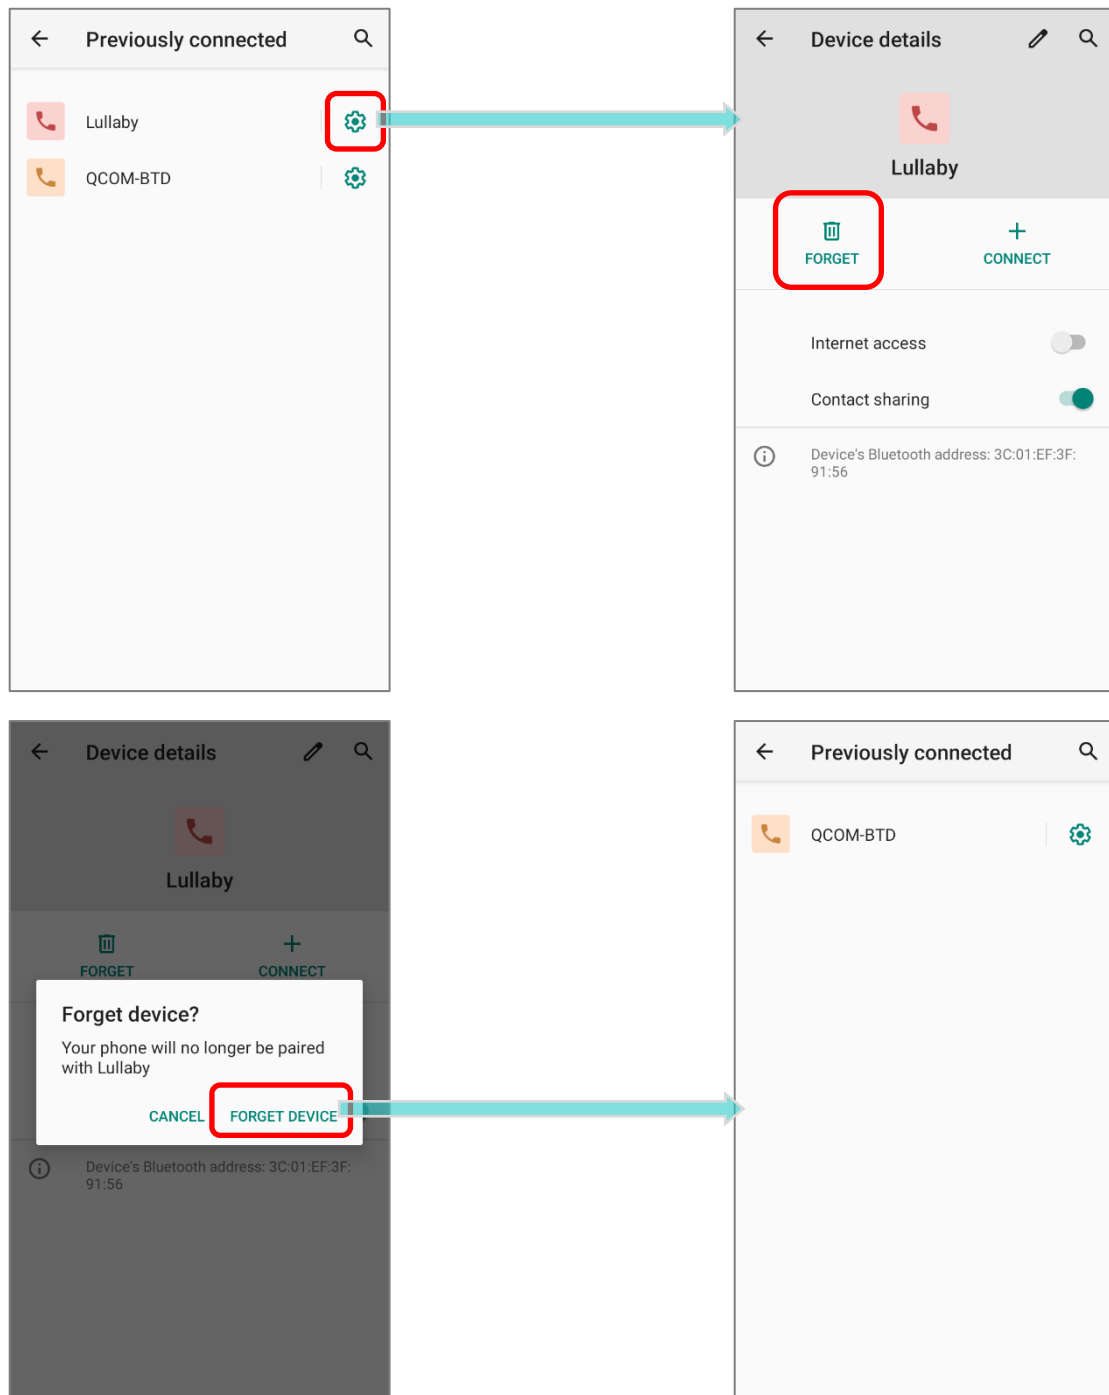 Previously connected
Lullaby
QCOM-BTD
Device details
Lullaby
FORGET
CONNECT
Internet access
Contact sharing
Device's Bluetooth address: 3C:01:EF:3F:
91:56
Device details
Lullaby
FORGET
CONNECT
Forget device?
Your phone will no longer be paired
with Lullaby
CANCEL
FORGET DEVICE
Device's Bluetooth address: 3C:01:EF:3F:
91:56
Previously connected
QCOM-BTD